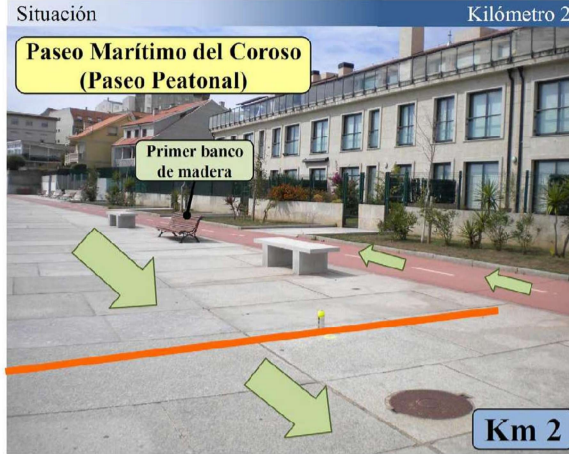 Situación
Kilómetro 2
Paseo Marítimo del Coroso
(Paseo Peatonal)
Primer banco
de madera
Km 2